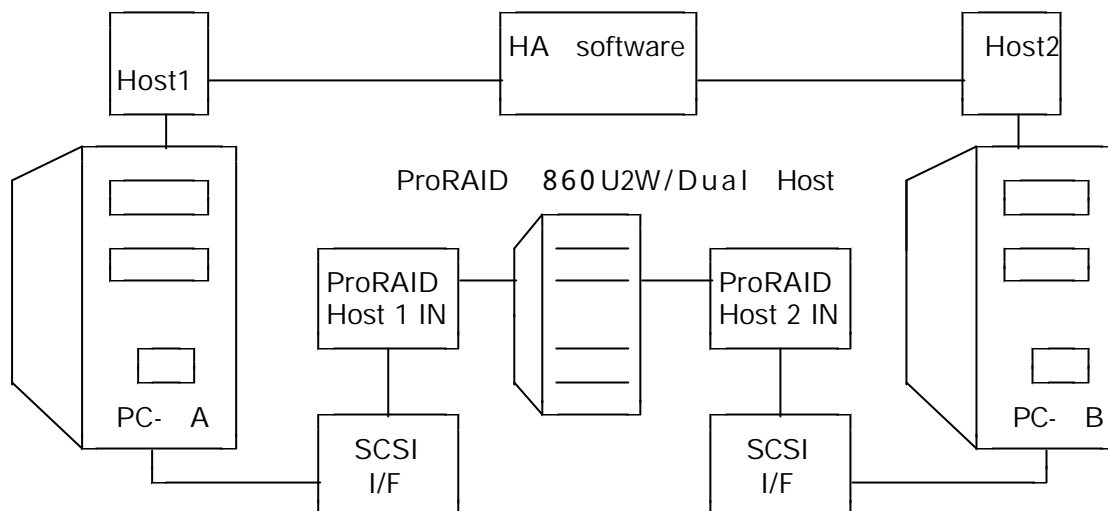 HA software
Host1
Host2
ProRAID 860U2W/Dual Host
ProRAID
Host 1 IN
ProRAID
Host 2 IN
PC- A
SCSI
I/F
SCSI
I/F
PC- B